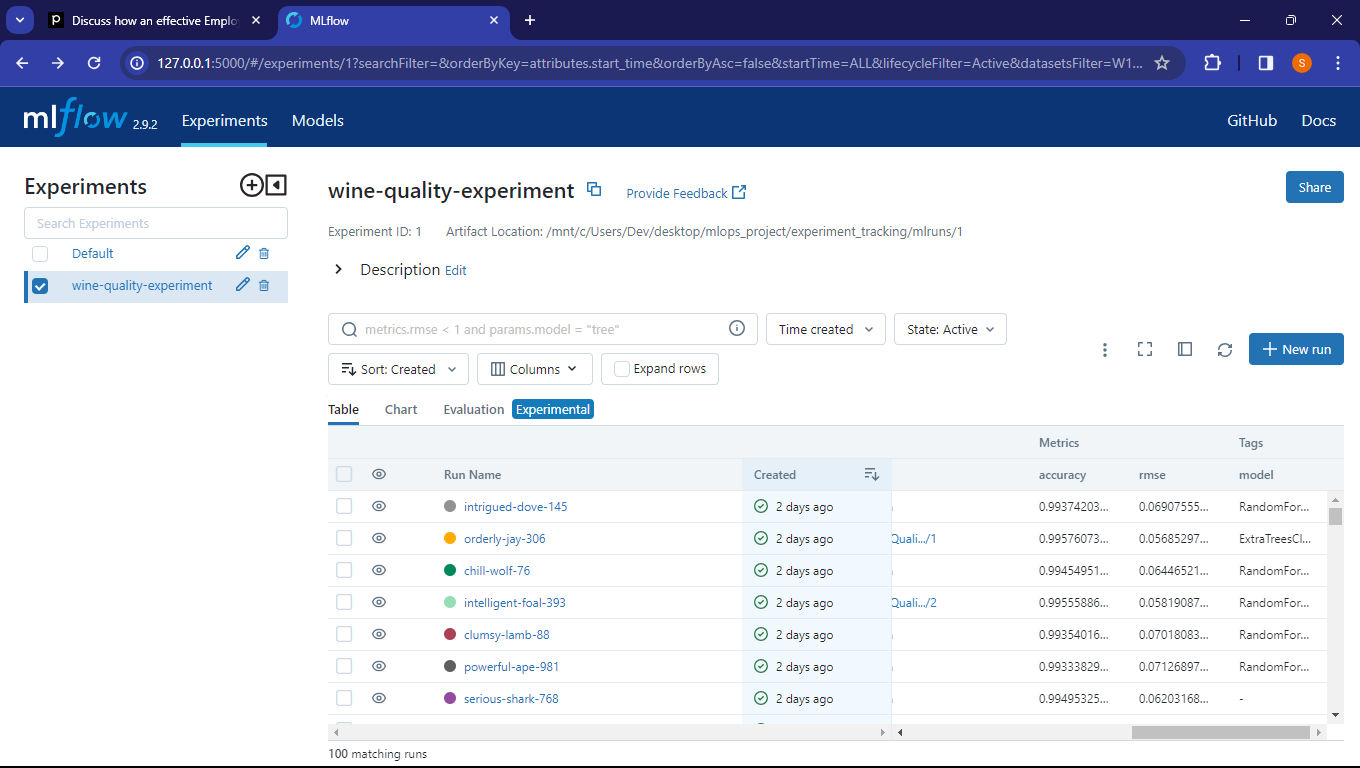 Discuss how an effective Emplo
MLflow
127.0.0.1:5000/#/experiments/1?searchFilter=&orderByKey=attributes.start_time&orderByAsc=false&startTime=ALL&lifecycleFilter=Active&datasetsFilter=W1...
S
mlflow 2.9.2 Experiments Models GitHub Docs
Experiments
Search Experiments
Default
wine-quality-experiment
wine-quality-experiment Provide Feedback Share
Experiment ID: 1 Artifact Location: /mnt/c/Users/Dev/desktop/mlops_project/experiment_tracking/mlruns/1
Description Edit
metrics.rmse < 1 and params.model = "tree" Time created State: Active
New run
Sort: Created Columns Expand rows
Table Chart Evaluation Experimental
Metrics Tags
Run Name Created accuracy rmse model
intrigued-dove-145 2 days ago 0.99374203... 0.06907555... RandomFor...
orderly-jay-306 2 days ago Quali.../1 0.99576073... 0.05685297... ExtraTreesCl...
chill-wolf-76 2 days ago 0.99454951... 0.06446521... RandomFor...
intelligent-foal-393 2 days ago Quali.../2 0.99555886... 0.05819087... RandomFor...
clumsy-lamb-88 2 days ago 0.99354016... 0.07018083... RandomFor...
powerful-ape-981 2 days ago 0.99333829... 0.07126897... RandomFor...
serious-shark-768 2 days ago 0.99495325... 0.06203168... -
100 matching runs